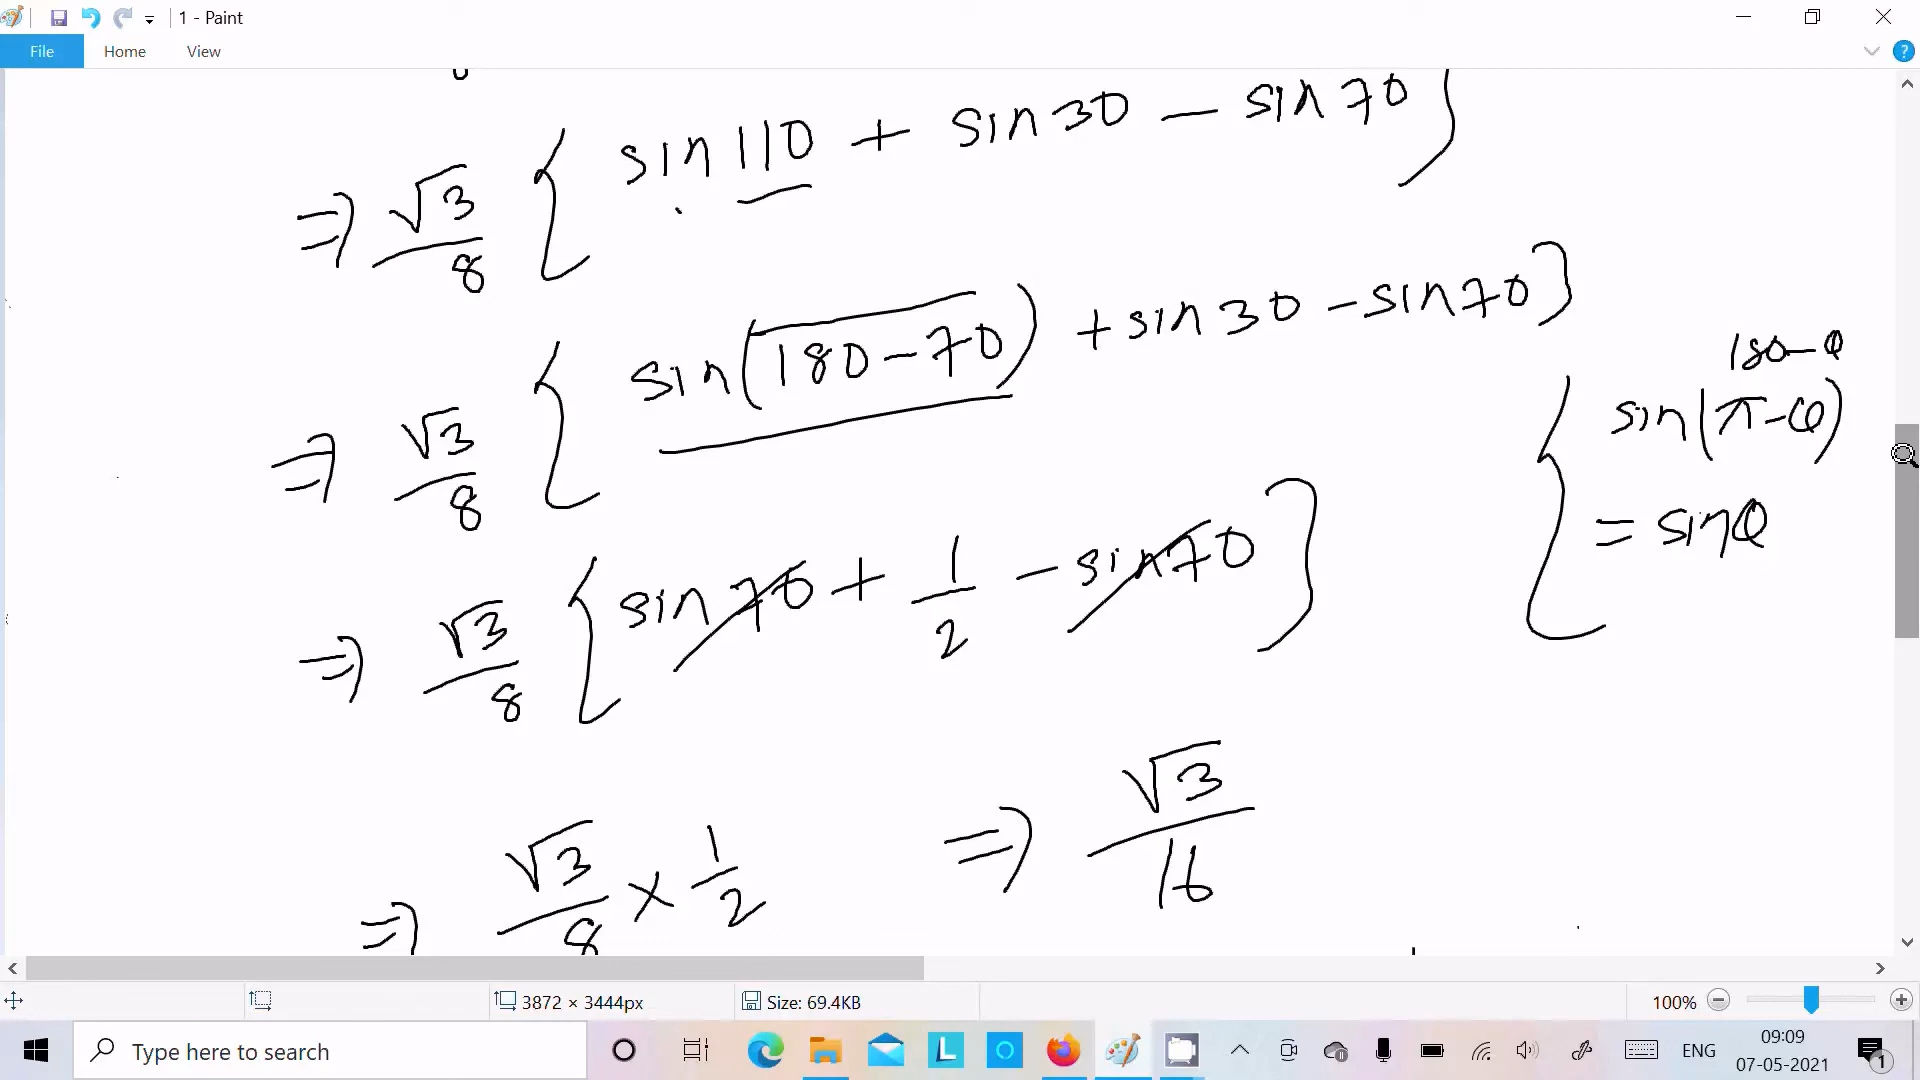 1 - Paint
File Home View
⇒ √3/8 { sin 110 + sin 30 - sin 70 }
⇒ √3/8 { sin(180-70) + sin 30 - sin 70 }
180-θ
{ sin(π-θ)
= sinθ
⇒ √3/8 { sin 70 + 1/2 - sin 70 }
⇒ √3/8 × 1/2 ⇒ √3/16
3872 × 3444px Size: 69.4KB 100%
Type here to search
L
ENG
09:09
07-05-2021
1